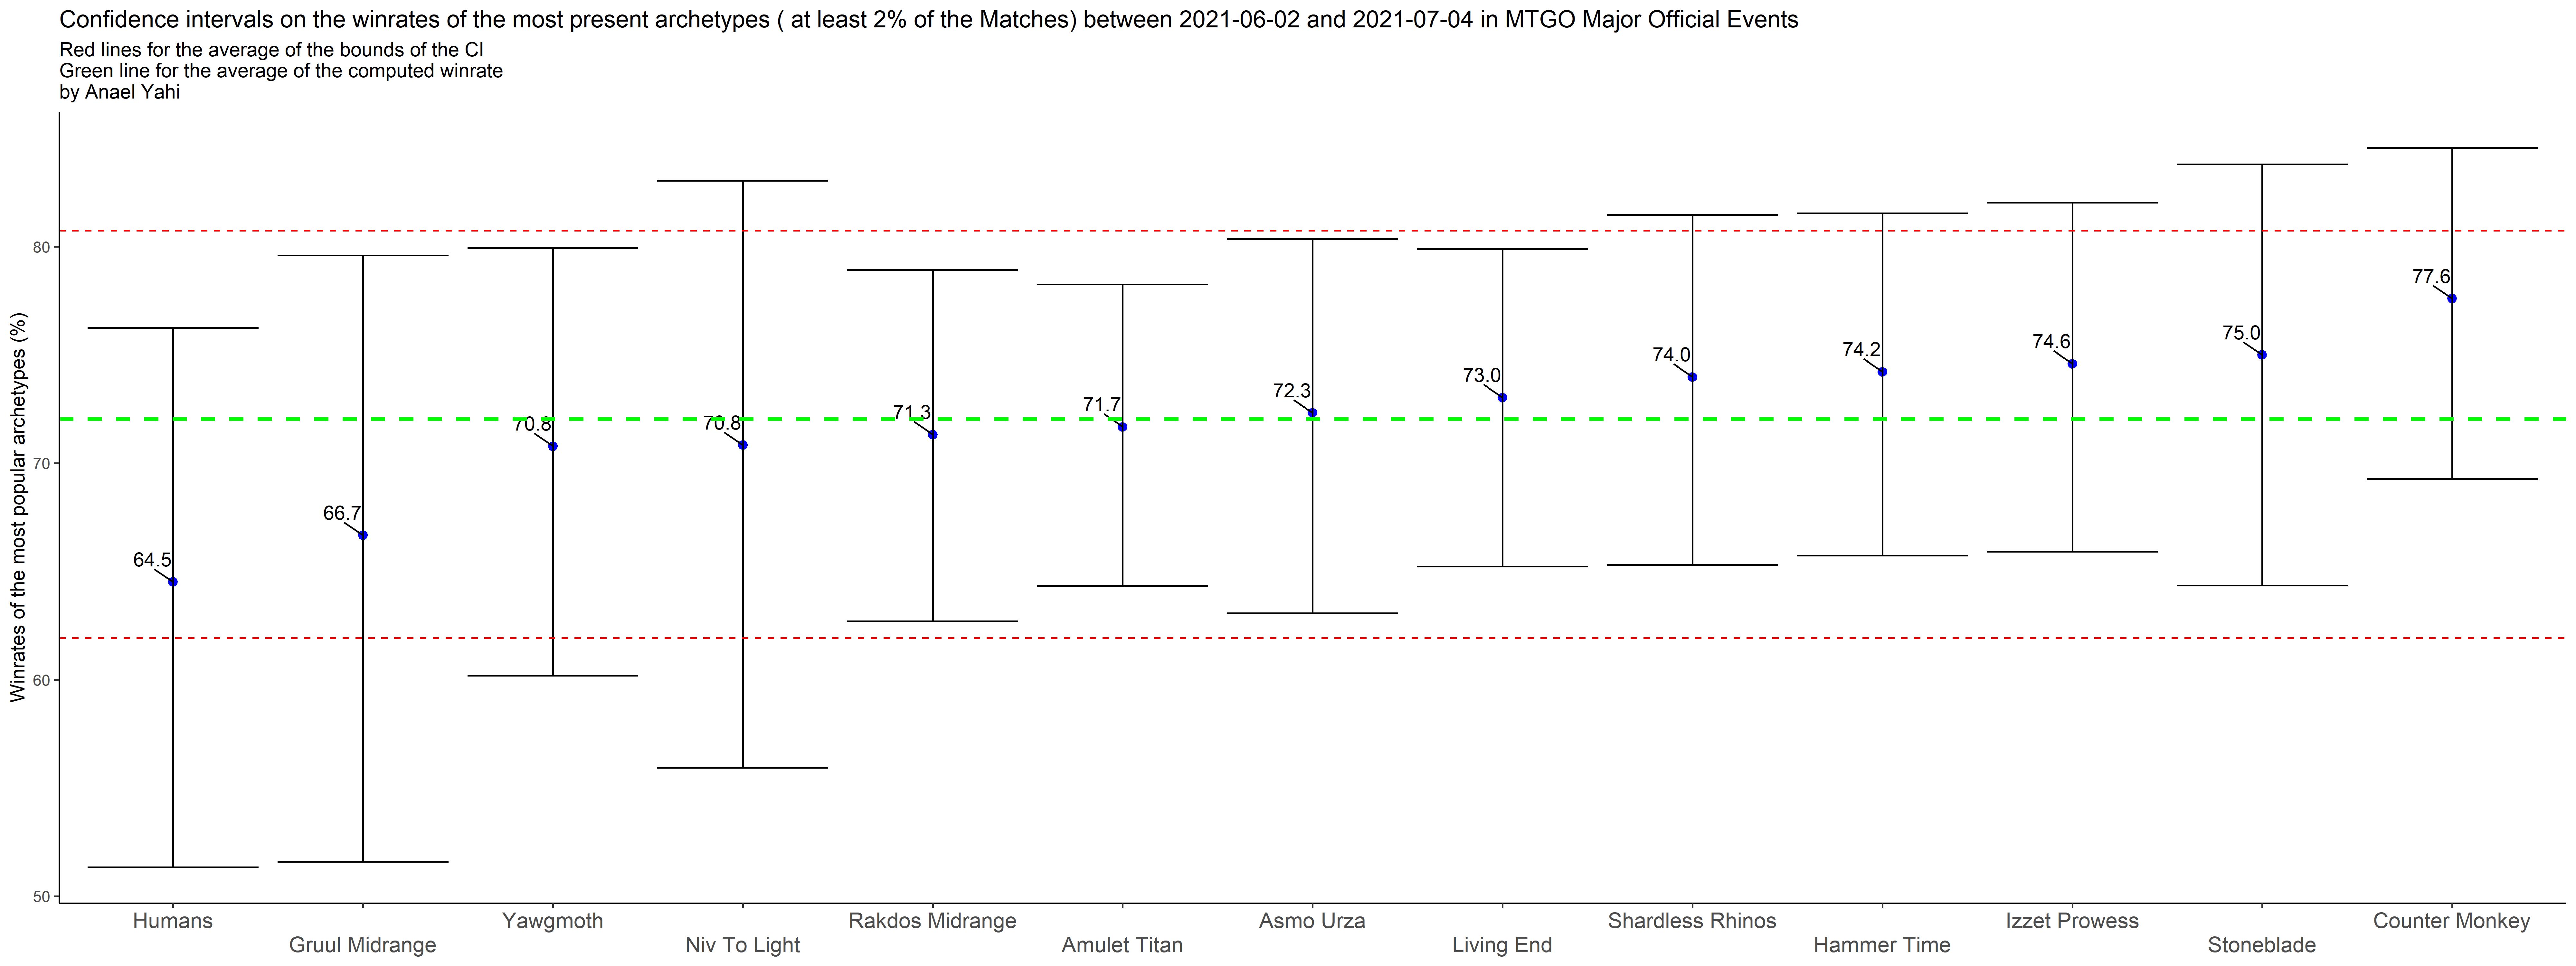 Confidence intervals on the winrates of the most present archetypes ( at least 2% of the Matches) between 2021-06-02 and 2021-07-04 in MTGO Major Official Events
Red lines for the average of the bounds of the CI
Green line for the average of the computed winrate
by Anael Yahi
Winrates of the most popular archetypes (%)
80
70
60
50
64.5
66.7
70.8
70.8
71.3
71.7
72.3
73.0
74.0
74.2
74.6
75.0
77.6
Humans
Gruul Midrange
Yawgmoth
Niv To Light
Rakdos Midrange
Amulet Titan
Asmo Urza
Living End
Shardless Rhinos
Hammer Time
Izzet Prowess
Stoneblade
Counter Monkey